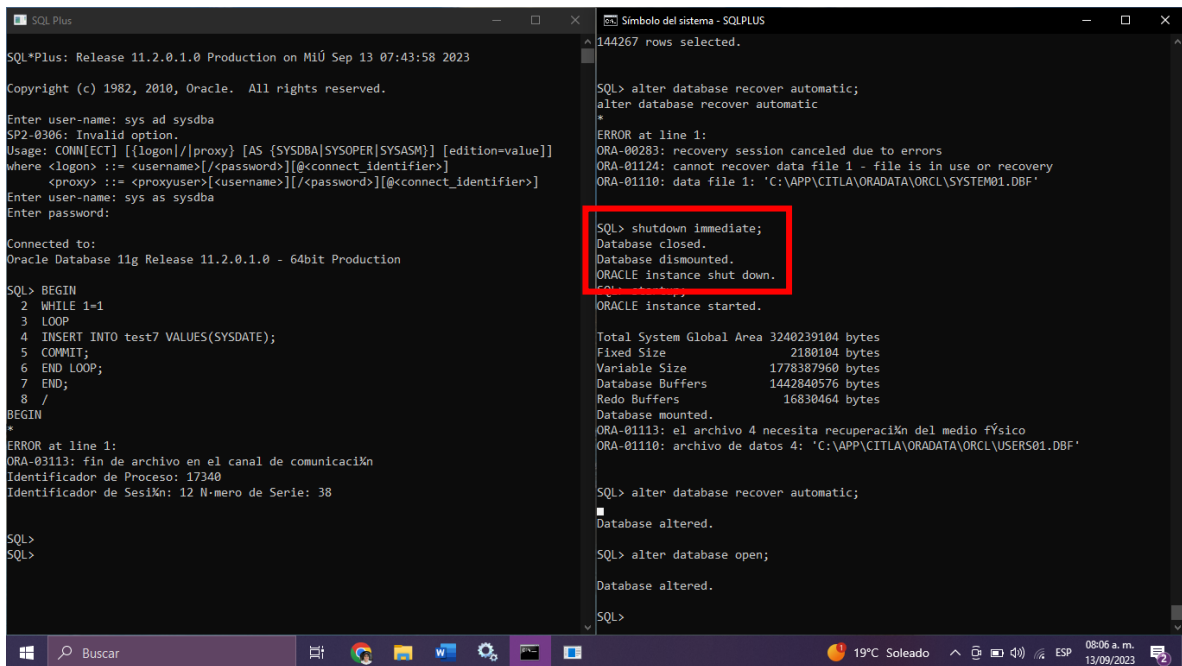 SQL Plus
SQL*Plus: Release 11.2.0.1.0 Production on MiÚ Sep 13 07:43:58 2023
Copyright (c) 1982, 2010, Oracle.  All rights reserved.
Enter user-name: sys ad sysdba
SP2-0306: Invalid option.
Usage: CONN[ECT] [{logon|/|proxy} [AS {SYSDBA|SYSOPER|SYSASM}] [edition=value]]
where <logon> ::= <username>[/<password>][@<connect_identifier>]
      <proxy> ::= <proxyuser>[<username>][/<password>][@<connect_identifier>]
Enter user-name: sys as sysdba
Enter password:
Connected to:
Oracle Database 11g Release 11.2.0.1.0 - 64bit Production
SQL> BEGIN
  2  WHILE 1=1
  3  LOOP
  4  INSERT INTO test7 VALUES(SYSDATE);
  5  COMMIT;
  6  END LOOP;
  7  END;
  8  /
BEGIN
*
ERROR at line 1:
ORA-03113: fin de archivo en el canal de comunicaci¾n
Identificador de Proceso: 17340
Identificador de Sesi¾n: 12 N·mero de Serie: 38
SQL>
SQL>
Símbolo del sistema - SQLPLUS
144267 rows selected.
SQL> alter database recover automatic;
alter database recover automatic
*
ERROR at line 1:
ORA-00283: recovery session canceled due to errors
ORA-01124: cannot recover data file 1 - file is in use or recovery
ORA-01110: data file 1: 'C:\APP\CITLA\ORADATA\ORCL\SYSTEM01.DBF'
SQL> shutdown immediate;
Database closed.
Database dismounted.
ORACLE instance shut down.
SQL> startup;
ORACLE instance started.
Total System Global Area 3240239104 bytes
Fixed Size                  2180104 bytes
Variable Size            1778387960 bytes
Database Buffers         1442840576 bytes
Redo Buffers               16830464 bytes
Database mounted.
ORA-01113: el archivo 4 necesita recuperaci¾n del medio fÝsico
ORA-01110: archivo de datos 4: 'C:\APP\CITLA\ORADATA\ORCL\USERS01.DBF'
SQL> alter database recover automatic;
Database altered.
SQL> alter database open;
Database altered.
SQL>
Buscar
19°C Soleado
ESP
08:06 a. m.
13/09/2023